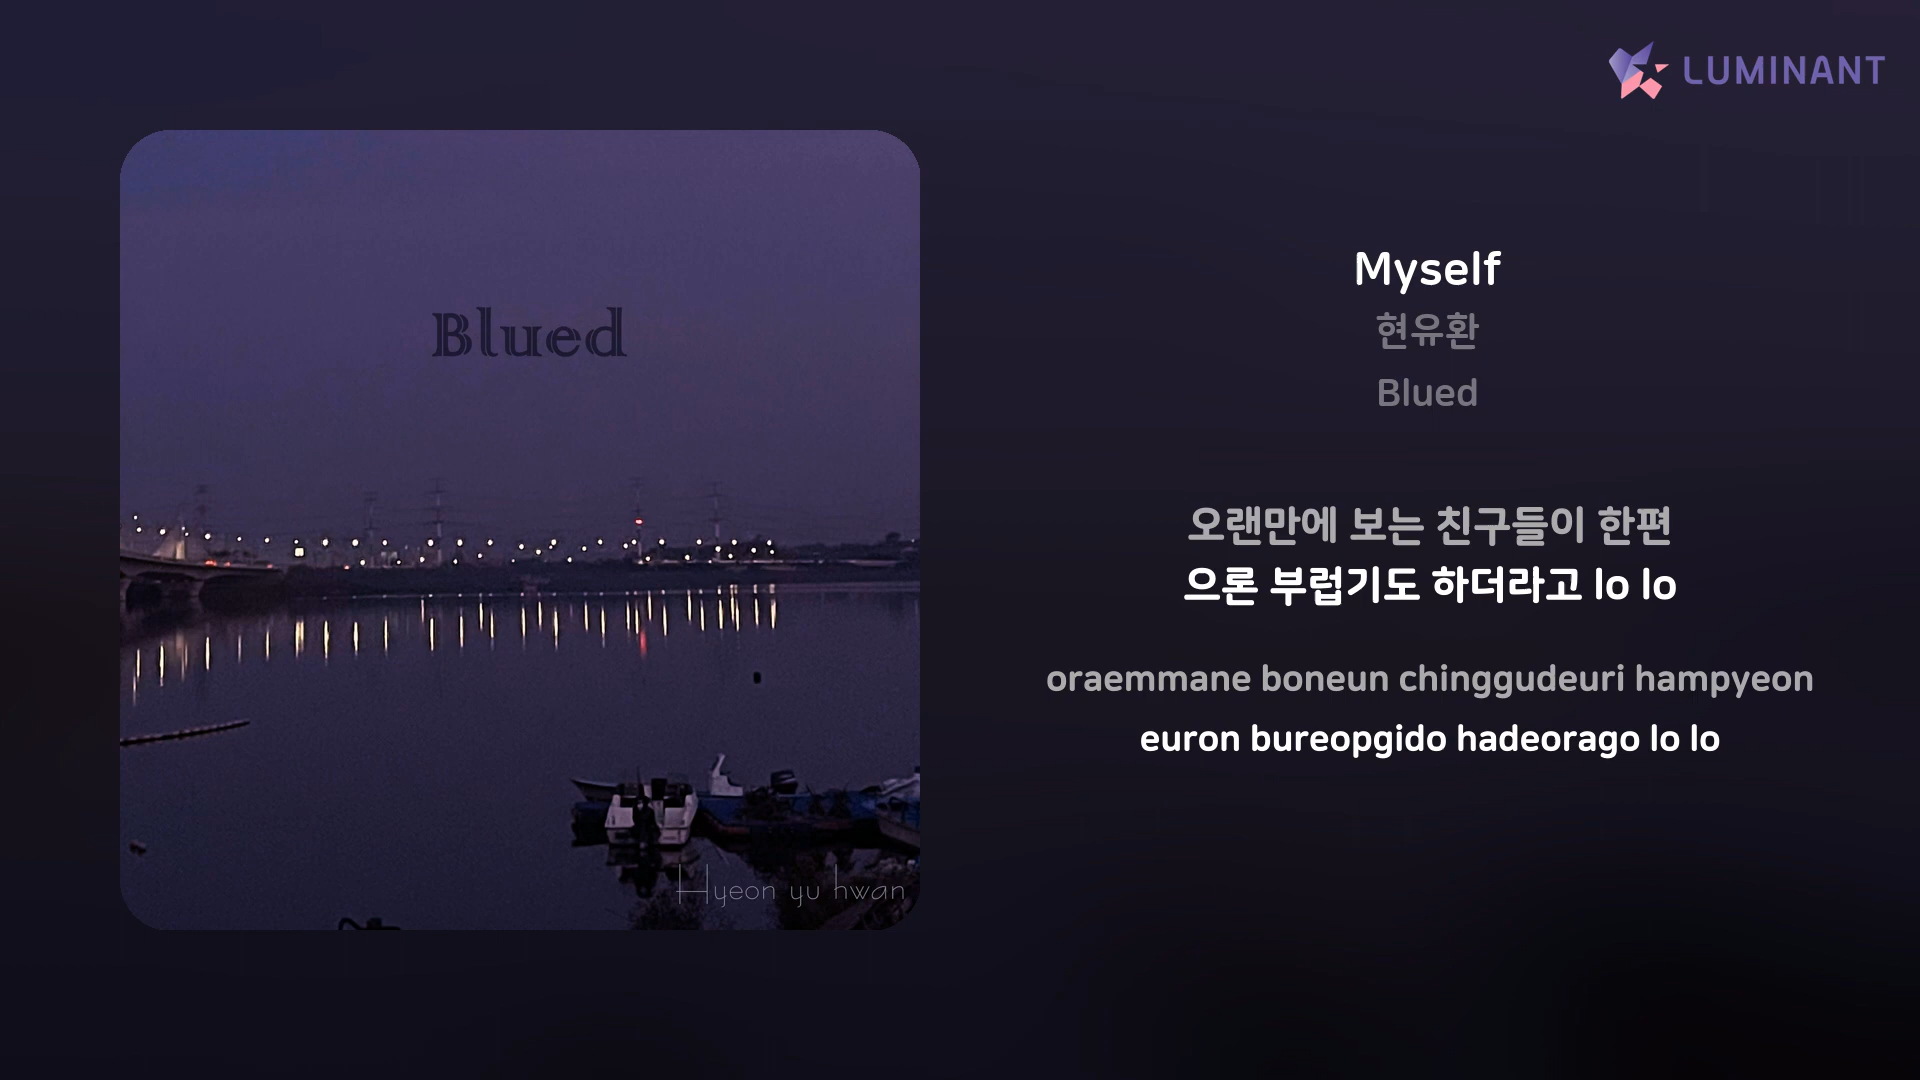 LUMINANT
Blued
Hyeon yu hwan
Myself
현유환
Blued
오랜만에 보는 친구들이 한편
으론 부럽기도 하더라고 lo lo
oraemmane boneun chinggudeuri hampyeon
euron bureopgido hadeorago lo lo